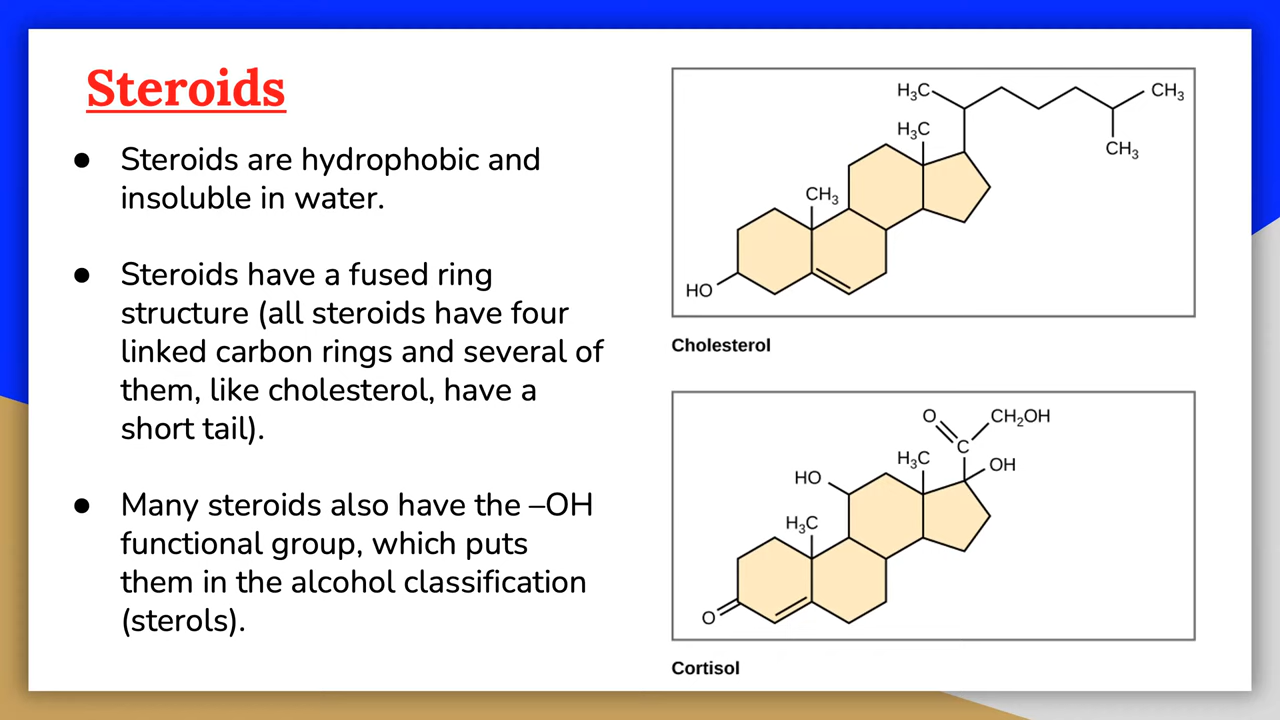 Steroids
● Steroids are hydrophobic and
insoluble in water.
● Steroids have a fused ring
structure (all steroids have four
linked carbon rings and several of
them, like cholesterol, have a
short tail).
● Many steroids also have the –OH
functional group, which puts
them in the alcohol classification
(sterols).
H₃C
CH₃
H₃C
CH₃
CH₃
HO
Cholesterol
O
CH₂OH
C
H₃C
OH
HO
H₃C
O
Cortisol